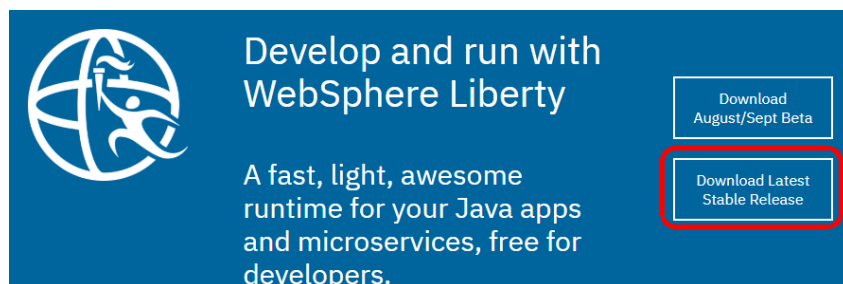 Develop and run with
WebSphere Liberty
A fast, light, awesome
runtime for your Java apps
and microservices, free for
developers.
Download
August/Sept Beta
Download Latest
Stable Release